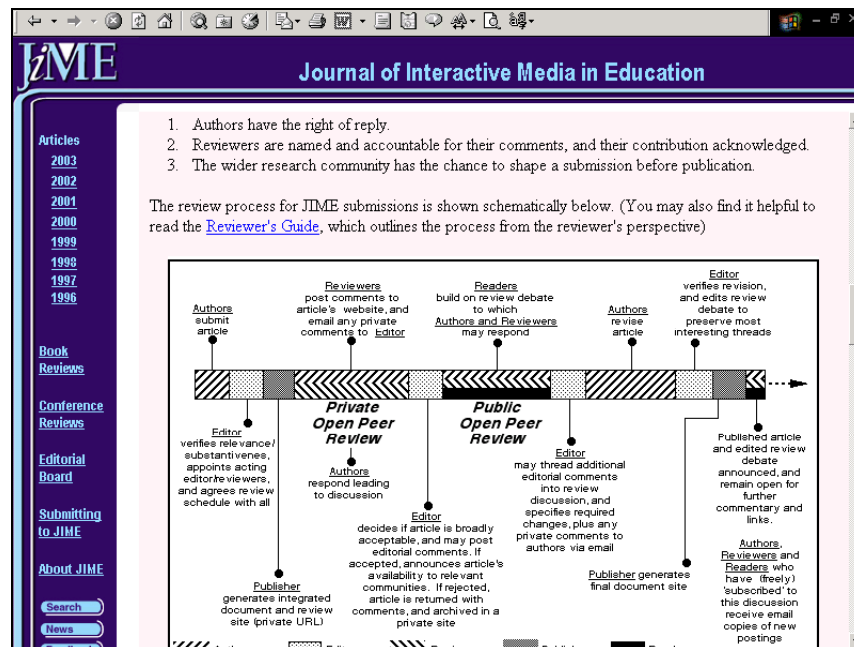 JiME
Journal of Interactive Media in Education
Articles
2003
2002
2001
2000
1999
1998
1997
1996
Book
Reviews
Conference
Reviews
Editorial
Board
Submitting
to JIME
About JIME
Search
News
1. Authors have the right of reply.
2. Reviewers are named and accountable for their comments, and their contribution acknowledged.
3. The wider research community has the chance to shape a submission before publication.
The review process for JIME submissions is shown schematically below. (You may also find it helpful to
read the Reviewer's Guide, which outlines the process from the reviewer's perspective)
Authors
submit
article
Reviewers
post comments to
article's website, and
email any private
comments to Editor
Readers
build on review debate
to which
Authors and Reviewers
may respond
Authors
revise
article
Editor
verifies revision,
and edits review
debate to
preserve most
interesting threads
Private
Open Peer
Review
Public
Open Peer
Review
Editor
verifies relevance/
substantivenes,
appoints acting
editor/reviewers,
and agrees review
schedule with all
Authors
respond leading
to discussion
Editor
may thread additional
editorial comments
into review
discussion, and
specifies required
changes, plus any
private comments to
authors via email
Published article
and edited review
debate
announced, and
remain open for
further
commentary and
links.
Editor
decides if article is broadly
acceptable, and may post
editorial comments. If
accepted, announces article's
availability to relevant
communities. If rejected,
article is returned with
comments, and archived in a
private site
Publisher
generates integrated
document and review
site (private URL)
Publisher generates
final document site
Authors,
Reviewers and
Readers who
have (freely)
'subscribed' to
this discussion
receive email
copies of new
postings